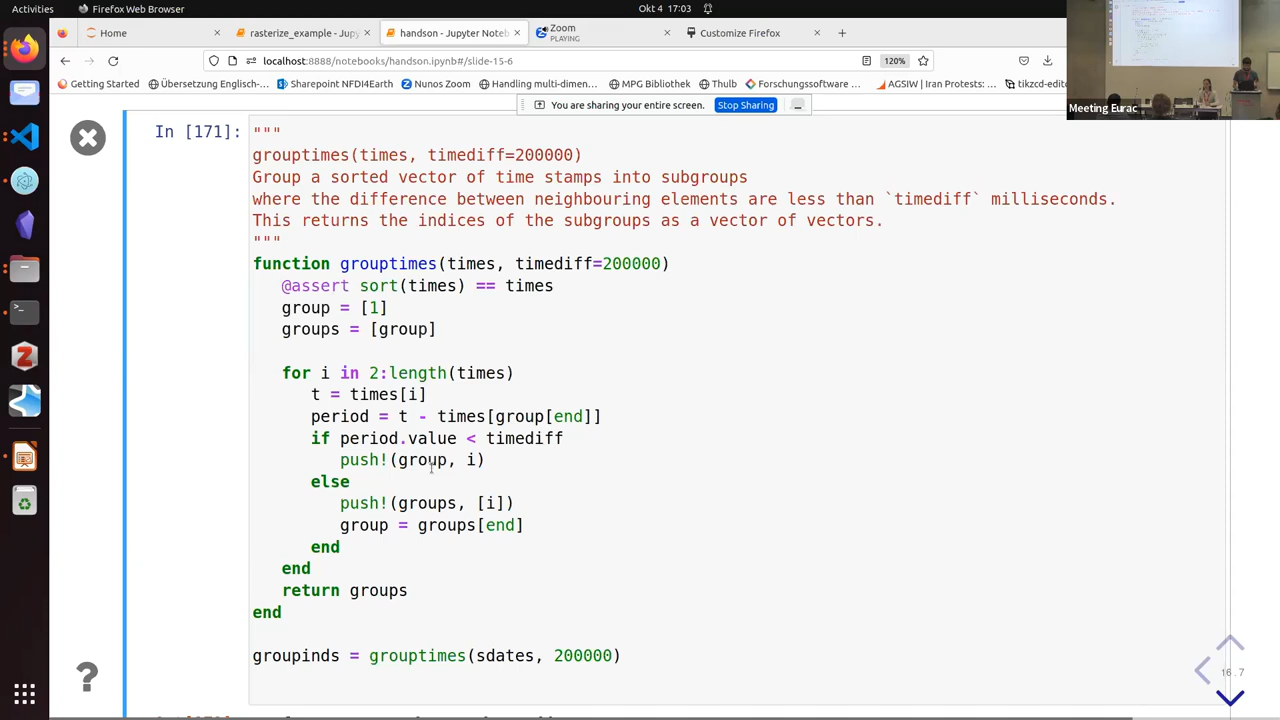 Activities
Firefox Web Browser
Okt 4 17:03
Home
rasterize_example - Jupyter
handson - Jupyter Noteb
Zoom
PLAYING
Customize Firefox
localhost:8888/notebooks/handson.ipynb#/slide-15-6
120%
Getting Started
Übersetzung Englisch-...
Sharepoint NFDI4Earth
Nunos Zoom
Handling multi-dimen...
MPG Bibliothek
Thulb
Forschungssoftware ...
AGSIW | Iran Protests: ...
tikzcd-edito
You are sharing your entire screen.
Stop Sharing
Meeting Eurac
In [171]:
"""
grouptimes(times, timediff=200000)
Group a sorted vector of time stamps into subgroups
where the difference between neighbouring elements are less than `timediff` milliseconds.
This returns the indices of the subgroups as a vector of vectors.
"""
function grouptimes(times, timediff=200000)
@assert sort(times) == times
group = [1]
groups = [group]
for i in 2:length(times)
t = times[i]
period = t - times[group[end]]
if period.value < timediff
push!(group, i)
else
push!(groups, [i])
group = groups[end]
end
end
return groups
end
groupinds = grouptimes(sdates, 200000)
?
16.7